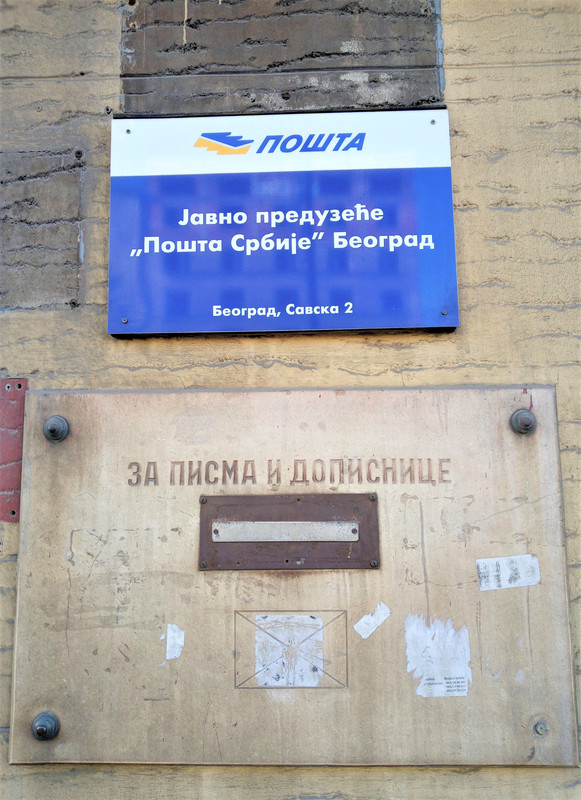 ПОШТА
Јавно предузеће
„Пошта Србије” Београд
Београд, Савска 2
ЗА ПИСМА И ДОПИСНИЦЕ